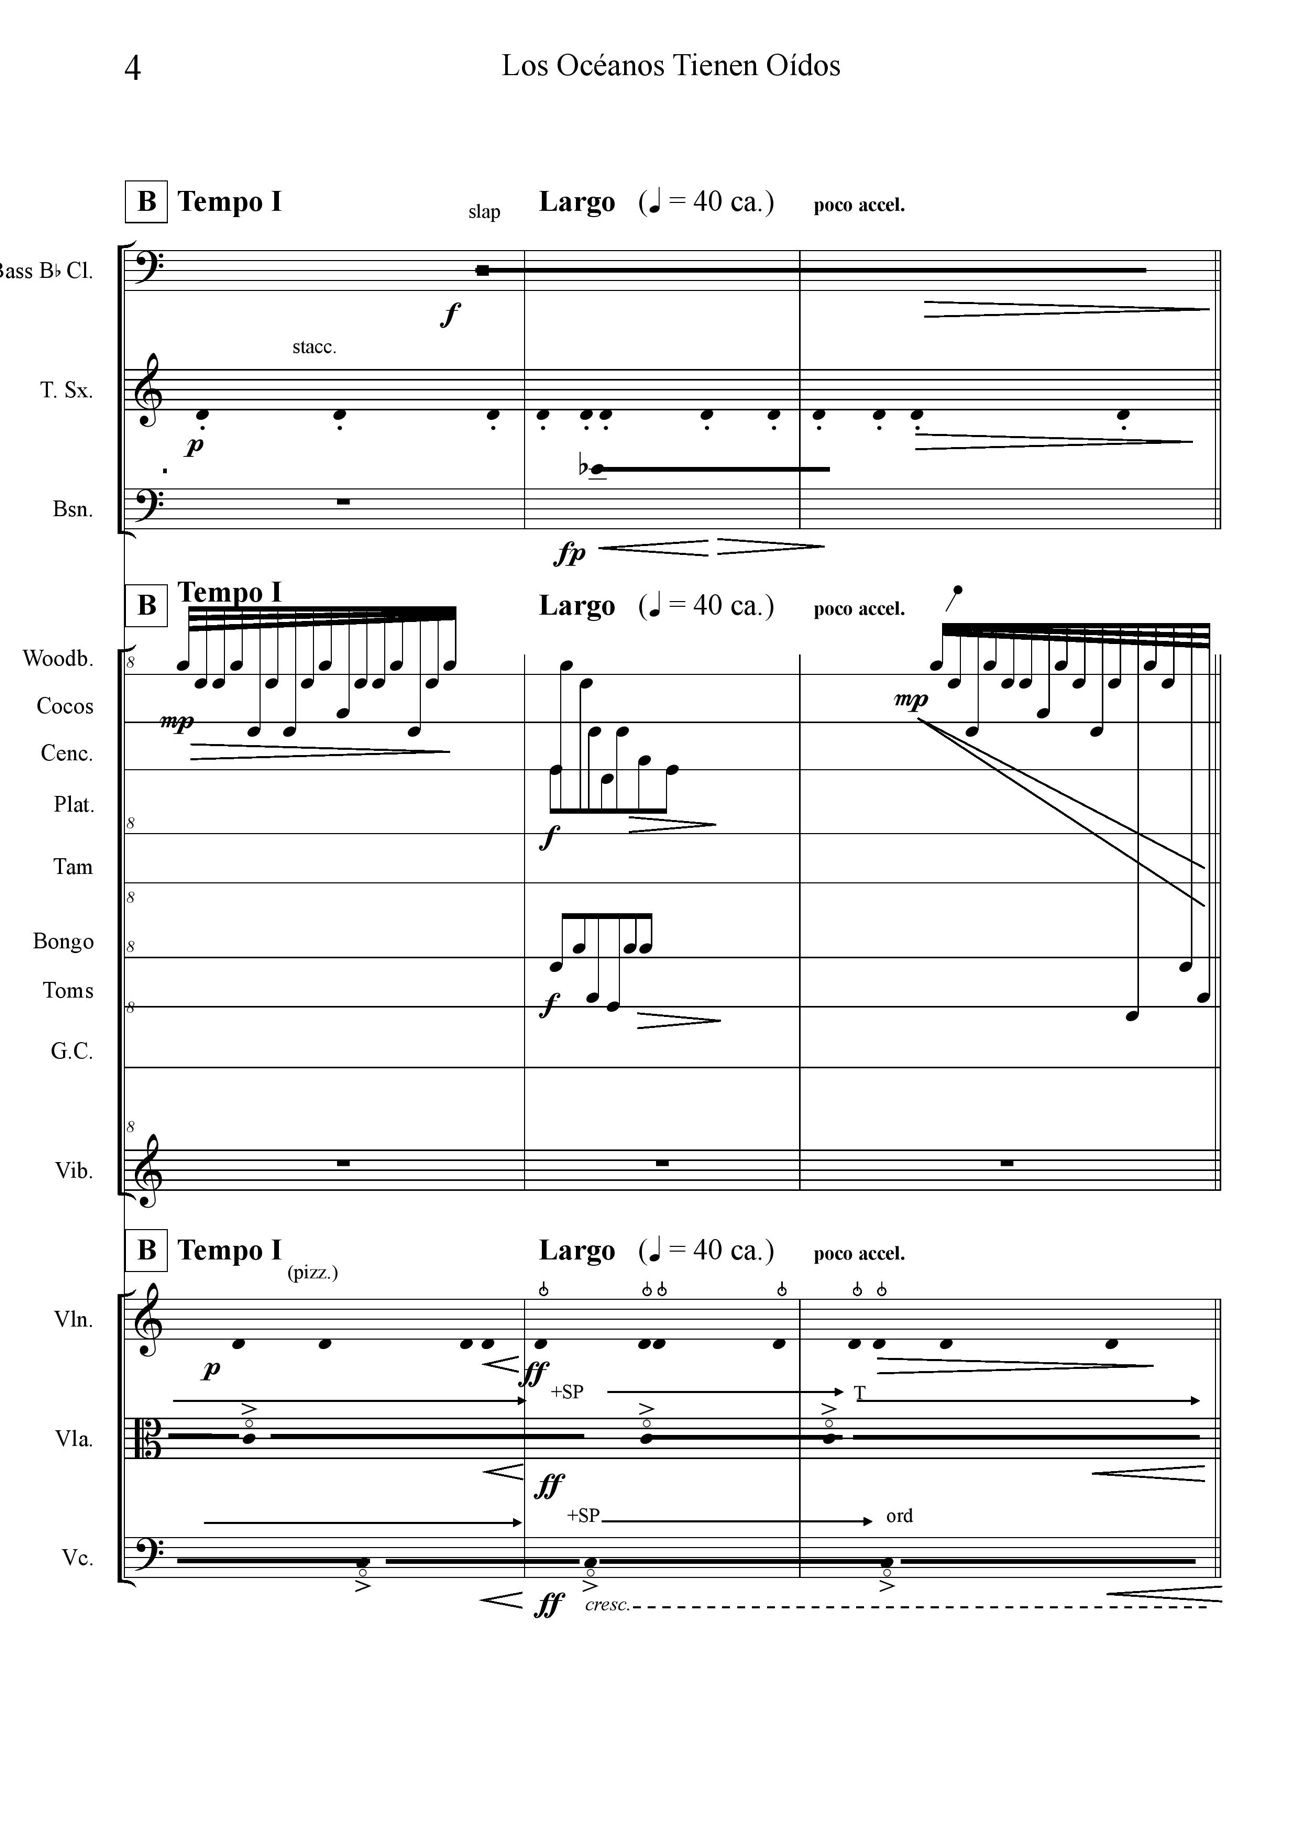 4 Los Océanos Tienen Oídos
B Tempo I slap Largo (♩ = 40 ca.) poco accel.
Bass B♭ Cl.
f
stacc.
T. Sx.
p
Bsn.
fp
B Tempo I Largo (♩ = 40 ca.) poco accel.
Woodb. 8
mp
Cocos
mp
Cenc.
Plat.
8
f
Tam
8
Bongo 8
Toms
8
f
G.C.
8
Vib.
B Tempo I Largo (♩ = 40 ca.) poco accel.
(pizz.)
Vln.
p ff
+SP T
Vla.
ff
+SP ord
Vc.
ff cresc.